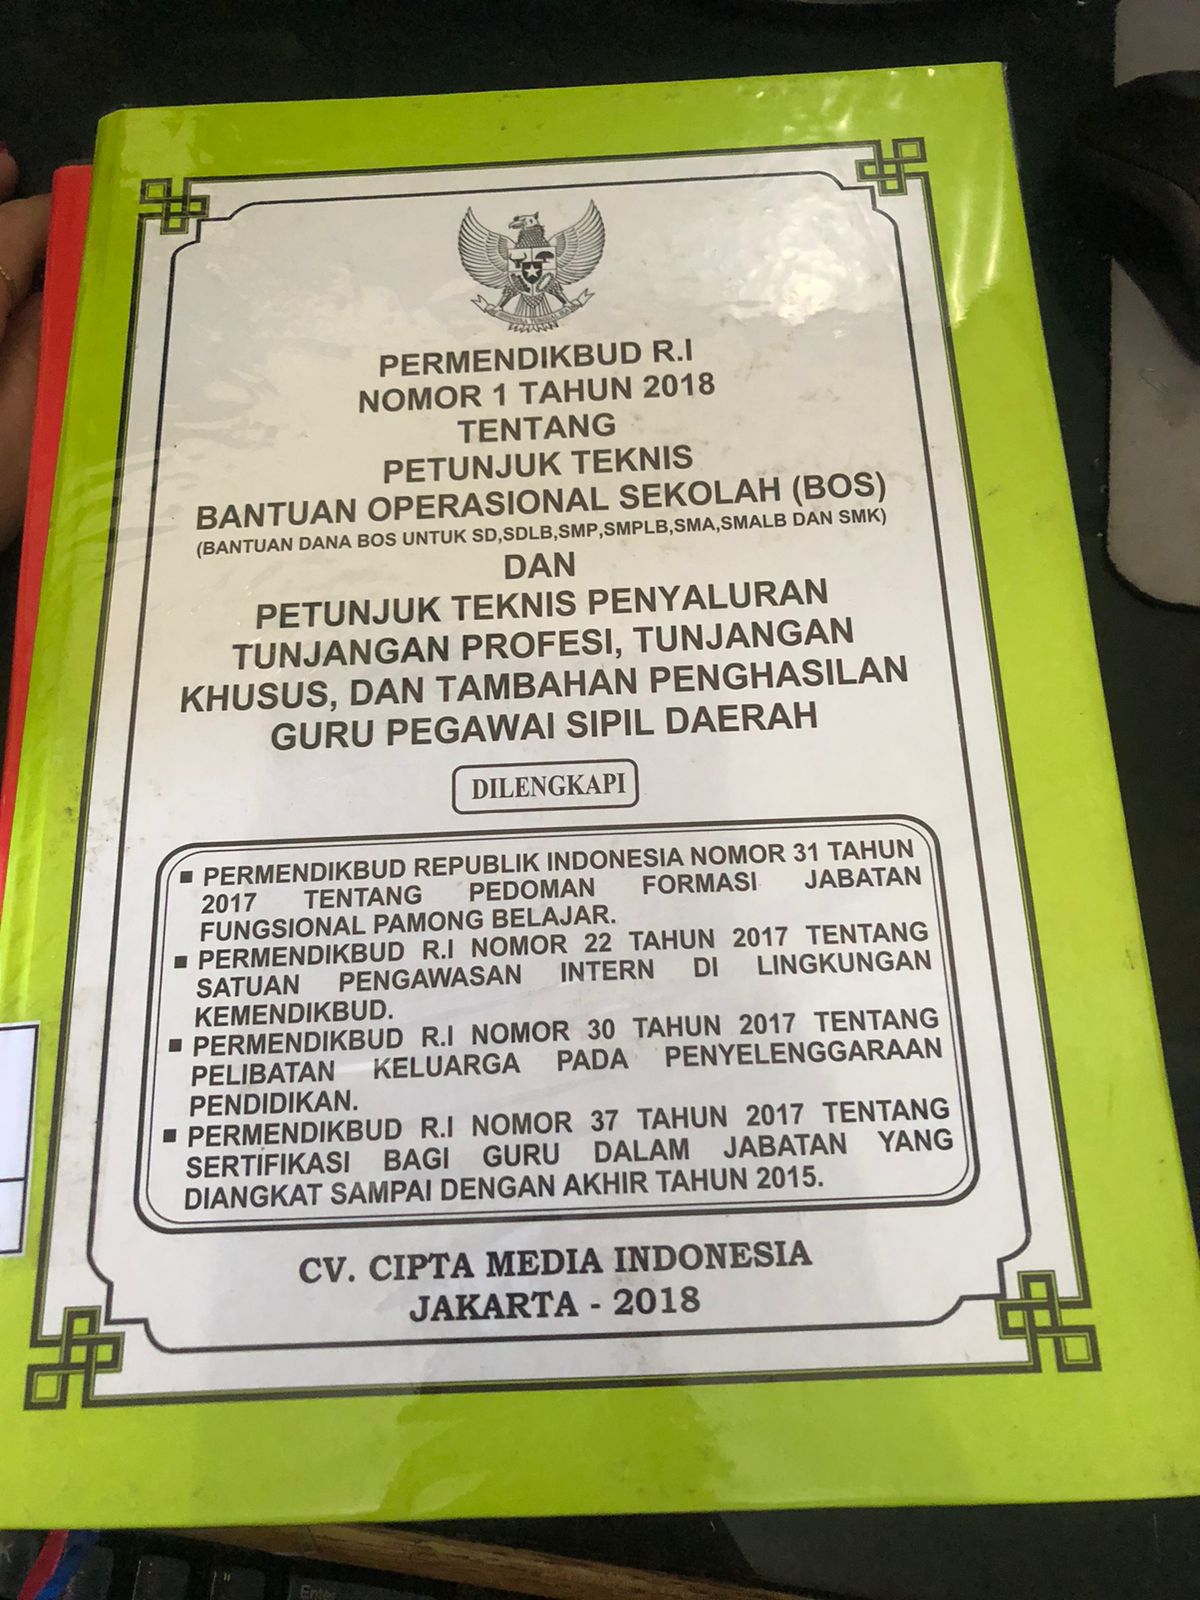 PERMENDIKBUD R.I
NOMOR 1 TAHUN 2018
TENTANG
PETUNJUK TEKNIS
BANTUAN OPERASIONAL SEKOLAH (BOS)
(BANTUAN DANA BOS UNTUK SD,SDLB,SMP,SMPLB,SMA,SMALB DAN SMK)
DAN
PETUNJUK TEKNIS PENYALURAN
TUNJANGAN PROFESI, TUNJANGAN
KHUSUS, DAN TAMBAHAN PENGHASILAN
GURU PEGAWAI SIPIL DAERAH
DILENGKAPI
▪ PERMENDIKBUD REPUBLIK INDONESIA NOMOR 31 TAHUN
2017 TENTANG PEDOMAN FORMASI JABATAN
FUNGSIONAL PAMONG BELAJAR.
▪ PERMENDIKBUD R.I NOMOR 22 TAHUN 2017 TENTANG
SATUAN PENGAWASAN INTERN DI LINGKUNGAN
KEMENDIKBUD.
▪ PERMENDIKBUD R.I NOMOR 30 TAHUN 2017 TENTANG
PELIBATAN KELUARGA PADA PENYELENGGARAAN
PENDIDIKAN.
▪ PERMENDIKBUD R.I NOMOR 37 TAHUN 2017 TENTANG
SERTIFIKASI BAGI GURU DALAM JABATAN YANG
DIANGKAT SAMPAI DENGAN AKHIR TAHUN 2015.
CV. CIPTA MEDIA INDONESIA
JAKARTA - 2018
Enter